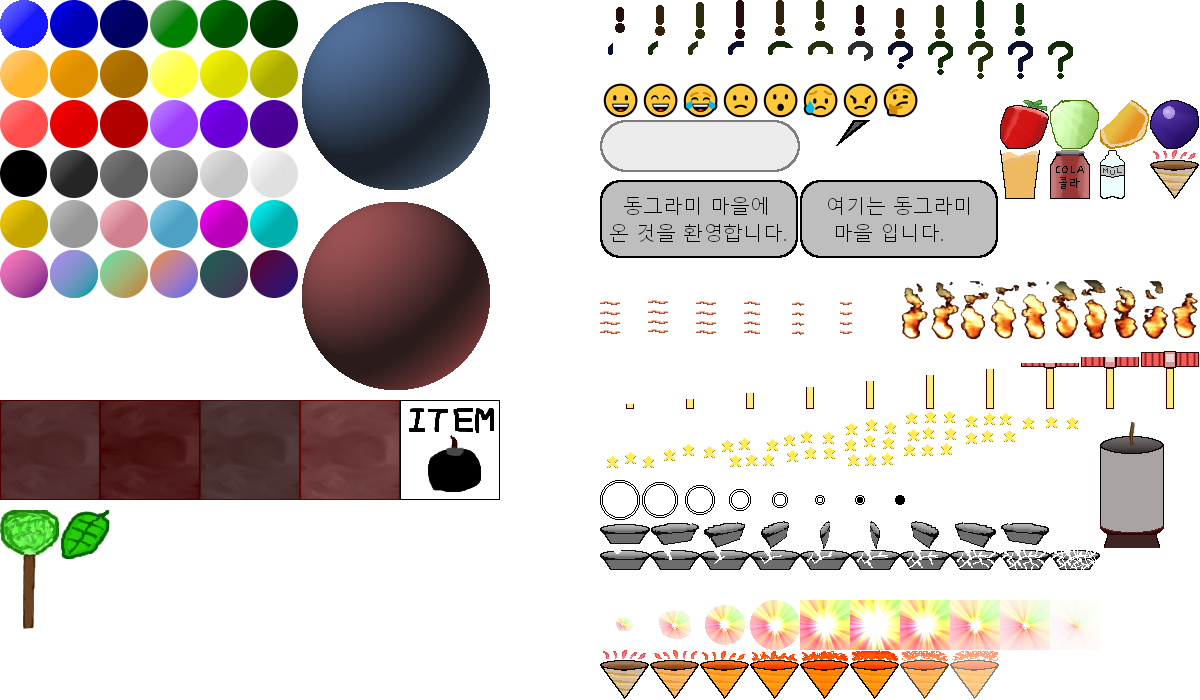 COLA
콜라
MUL
동그라미 마을에
온 것을 환영합니다.
여기는 동그라미
마을 입니다.
ITEM